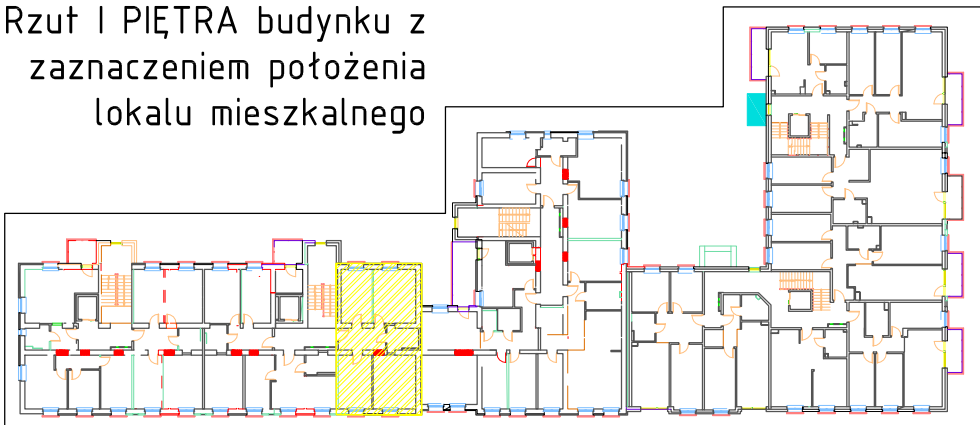 Rzut I PIĘTRA budynku z
zaznaczeniem położenia
lokalu mieszkalnego